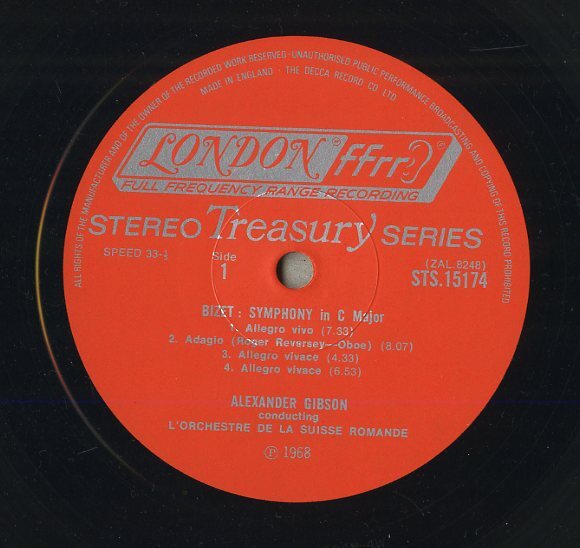 ALL RIGHTS OF THE MANUFACTURER AND OF THE OWNER OF THE RECORDED WORK RESERVED · UNAUTHORISED PUBLIC PERFORMANCE BROADCASTING AND COPYING OF THIS RECORD PROHIBITED
MADE IN ENGLAND · THE DECCA RECORD CO LTD
LONDON ffrr
FULL FREQUENCY RANGE RECORDING
STEREO Treasury SERIES
SPEED 33-⅓
Side
1
(ZAL.8248)
STS.15174
BIZET: SYMPHONY in C Major
1. Allegro vivo (7.33)
2. Adagio (Roger Reversey—Oboe) (8.07)
3. Allegro vivace (4.33)
4. Allegro vivace (6.53)
ALEXANDER GIBSON
conducting
L'ORCHESTRE DE LA SUISSE ROMANDE
Ⓟ 1968